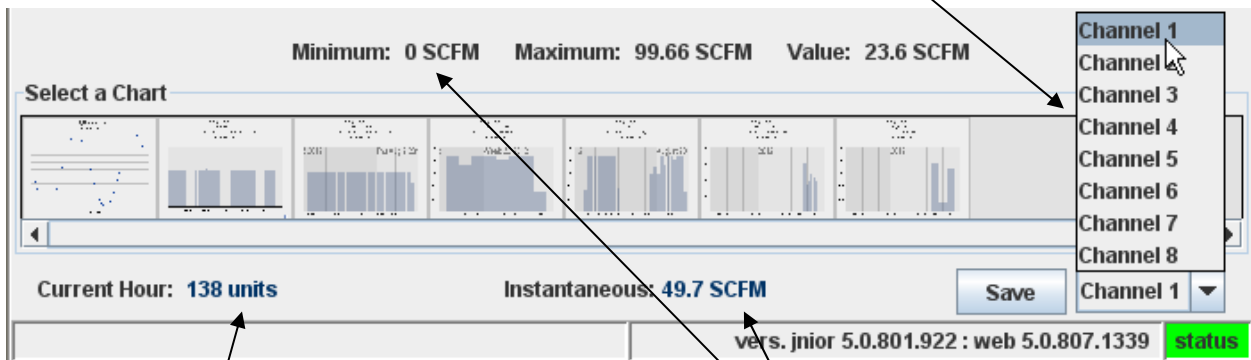 Minimum: 0 SCFM Maximum: 99.66 SCFM Value: 23.6 SCFM
Select a Chart
Channel 1
Channel
Channel 3
Channel 4
Channel 5
Channel 6
Channel 7
Channel 8
Current Hour: 138 units Instantaneous: 49.7 SCFM Save Channel 1
vers. jnior 5.0.801.922 : web 5.0.807.1339 status